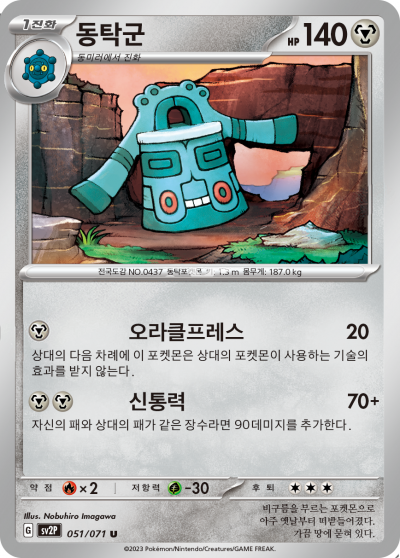 1진화 동탁군 HP 140
동미러에서 진화
전국도감 NO.0437 동탁포켓몬 키: 1.3 m 몸무게: 187.0 kg
오라클프레스 20
상대의 다음 차례에 이 포켓몬은 상대의 포켓몬이 사용하는 기술의
효과를 받지 않는다.
신통력 70+
자신의 패와 상대의 패가 같은 장수라면 90데미지를 추가한다.
약점 ×2 저항력 -30 후퇴
Illus. Nobuhiro Imagawa
G sv2P 051/071 U
비구름을 부르는 포켓몬으로
아주 옛날부터 떠받들어졌다.
가끔 땅에 묻혀 있다.
©2023 Pokémon/Nintendo/Creatures/GAME FREAK.